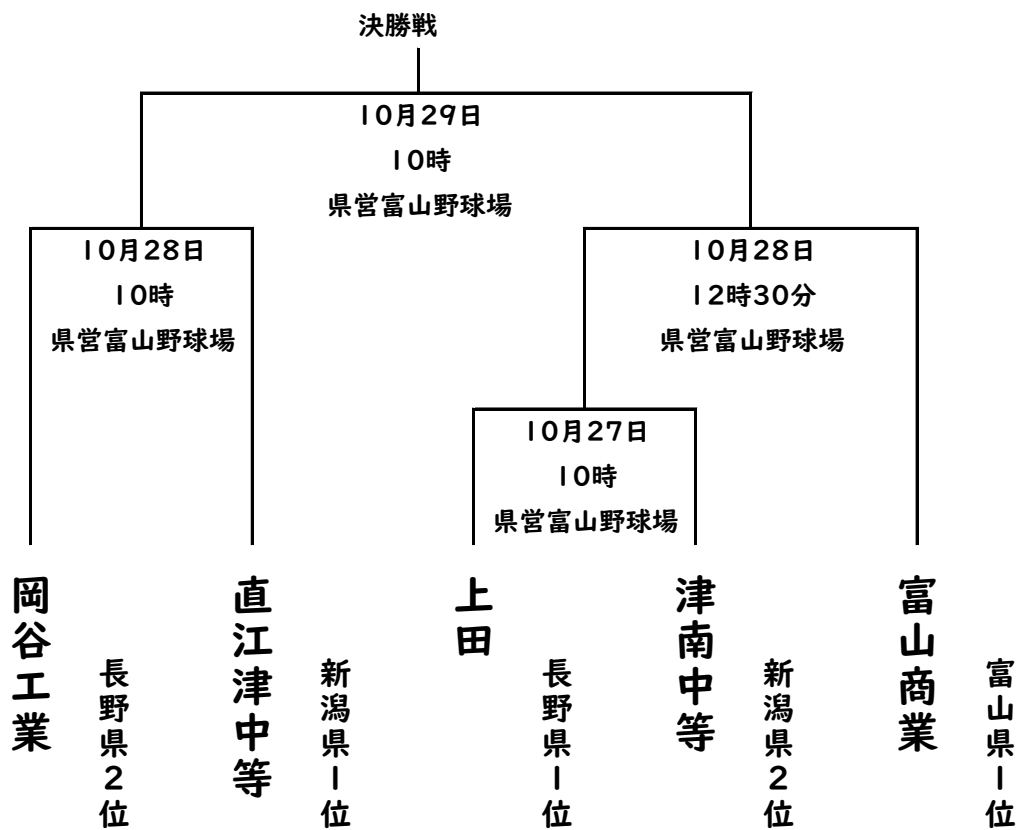 決勝戦
10月29日
10時
県営富山野球場
10月28日
10時
県営富山野球場
10月28日
12時30分
県営富山野球場
10月27日
10時
県営富山野球場
岡谷工業
長野県2位
直江津中等
新潟県1位
上田
長野県1位
津南中等
新潟県2位
富山商業
富山県1位